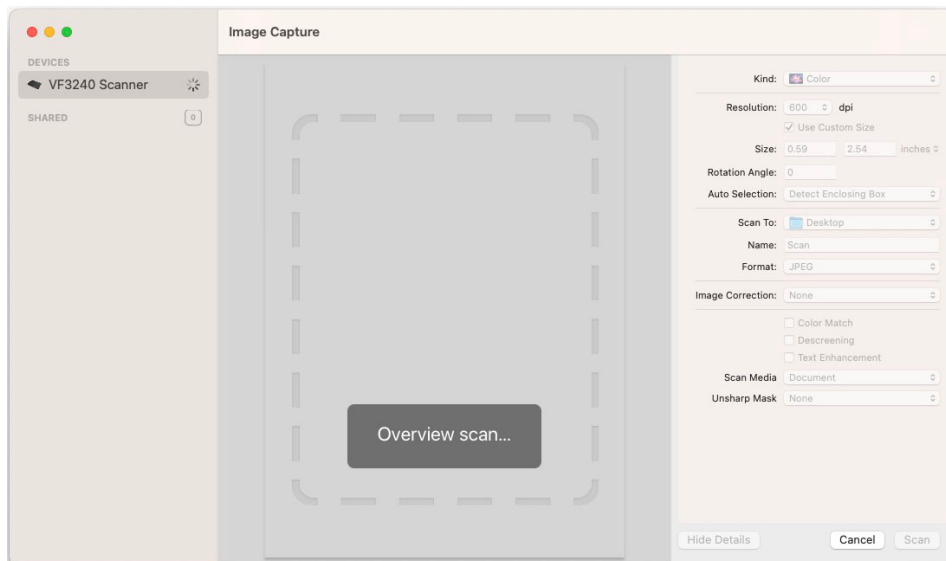 Image Capture
DEVICES
VF3240 Scanner
SHARED
0
Overview scan...
Kind: Color
Resolution: 600 dpi
Use Custom Size
Size: 0.59 2.54 inches
Rotation Angle: 0
Auto Selection: Detect Enclosing Box
Scan To: Desktop
Name: Scan
Format: JPEG
Image Correction: None
Color Match
Descreening
Text Enhancement
Scan Media Document
Unsharp Mask None
Hide Details Cancel Scan